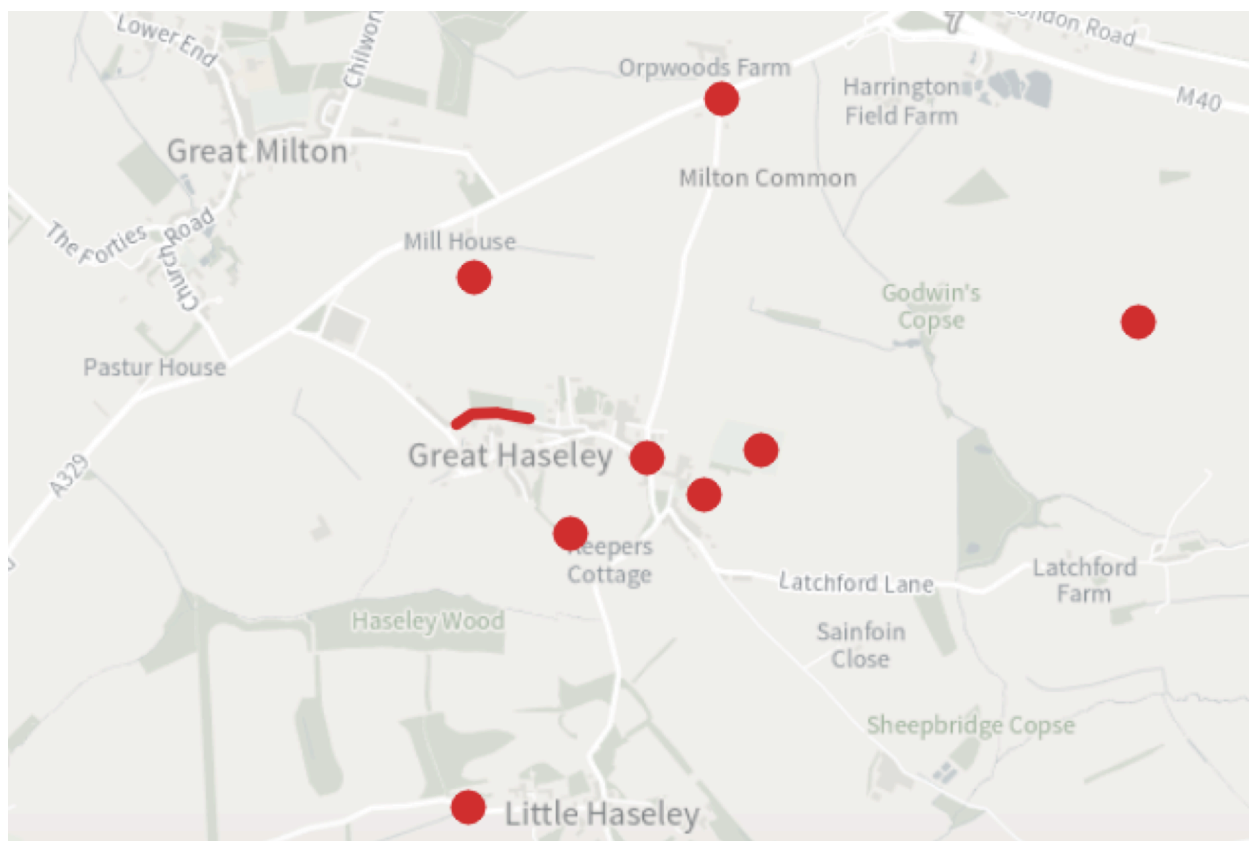 Lower End
Chilwor
London Road
7
Orpwoods Farm
Harrington
Field Farm
M40
Great Milton
Milton Common
The Forties
Church Road
Mill House
Godwin's
Copse
Pastur House
A329
Great Haseley
Keepers
Cottage
Latchford Lane
Latchford
Farm
Haseley Wood
Sainfoin
Close
Sheepbridge Copse
Little Haseley